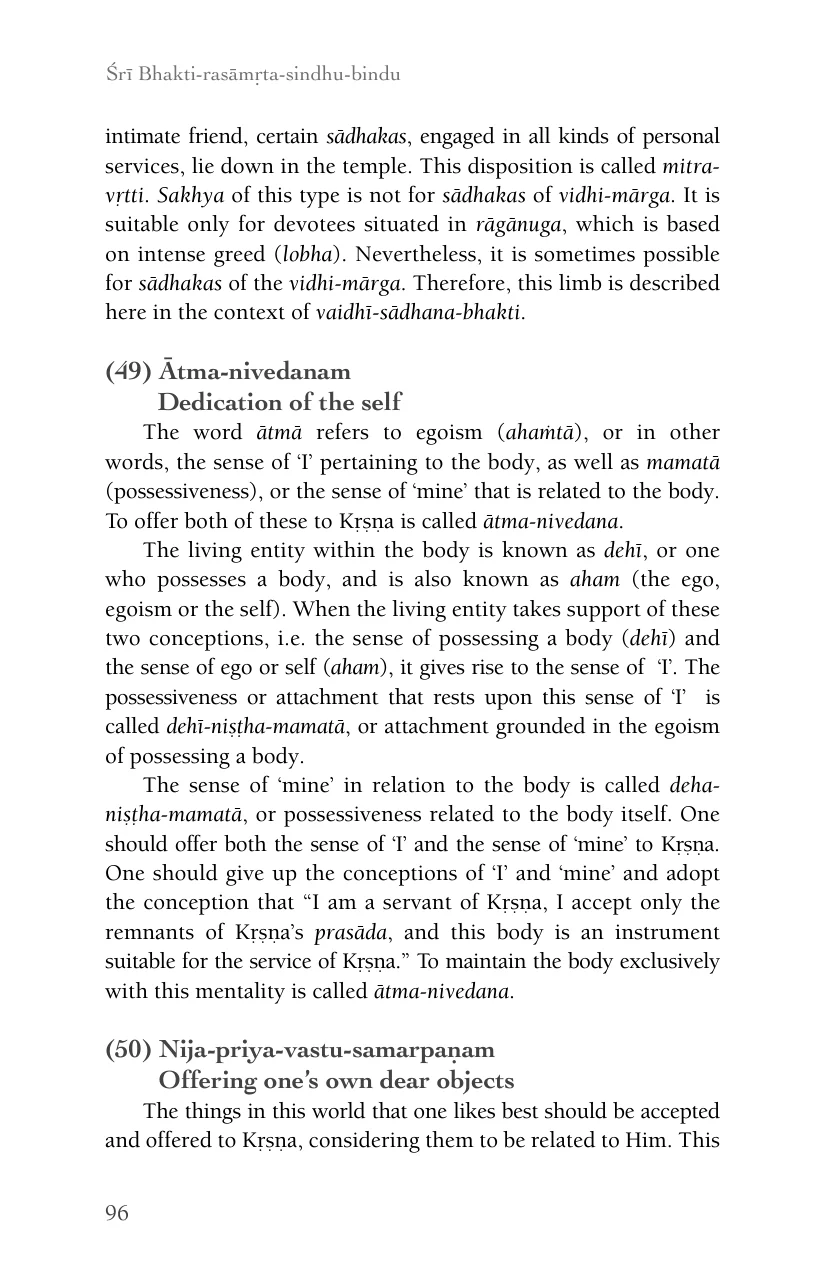 Śrī Bhakti-rasāmṛta-sindhu-bindu
intimate friend, certain sādhakas, engaged in all kinds of personal
services, lie down in the temple. This disposition is called mitra-
vṛtti. Sakhya of this type is not for sādhakas of vidhi-mārga. It is
suitable only for devotees situated in rāgānuga, which is based
on intense greed (lobha). Nevertheless, it is sometimes possible
for sādhakas of the vidhi-mārga. Therefore, this limb is described
here in the context of vaidhī-sādhana-bhakti.
(49) Ātma-nivedanam
Dedication of the self
The word ātmā refers to egoism (ahaṁtā), or in other
words, the sense of ‘I’ pertaining to the body, as well as mamatā
(possessiveness), or the sense of ‘mine’ that is related to the body.
To offer both of these to Kṛṣṇa is called ātma-nivedana.
The living entity within the body is known as dehī, or one
who possesses a body, and is also known as aham (the ego,
egoism or the self). When the living entity takes support of these
two conceptions, i.e. the sense of possessing a body (dehī) and
the sense of ego or self (aham), it gives rise to the sense of ‘I’. The
possessiveness or attachment that rests upon this sense of ‘I’ is
called dehī-niṣṭha-mamatā, or attachment grounded in the egoism
of possessing a body.
The sense of ‘mine’ in relation to the body is called deha-
niṣṭha-mamatā, or possessiveness related to the body itself. One
should offer both the sense of ‘I’ and the sense of ‘mine’ to Kṛṣṇa.
One should give up the conceptions of ‘I’ and ‘mine’ and adopt
the conception that “I am a servant of Kṛṣṇa, I accept only the
remnants of Kṛṣṇa’s prasāda, and this body is an instrument
suitable for the service of Kṛṣṇa.” To maintain the body exclusively
with this mentality is called ātma-nivedana.
(50) Nija-priya-vastu-samarpaṇam
Offering one’s own dear objects
The things in this world that one likes best should be accepted
and offered to Kṛṣṇa, considering them to be related to Him. This
96